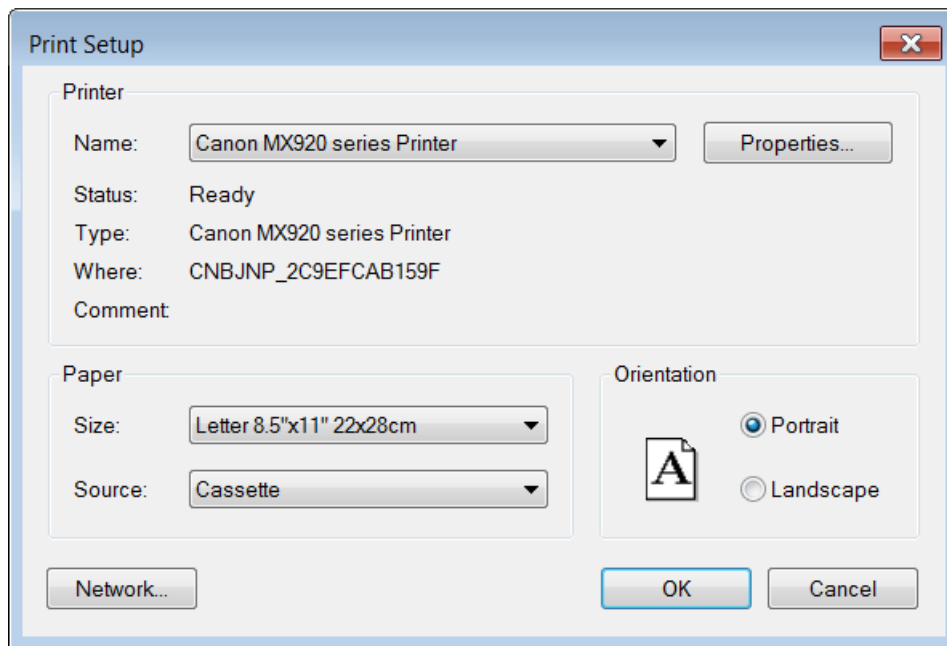 Print Setup
Printer
Name: Canon MX920 series Printer Properties...
Status: Ready
Type: Canon MX920 series Printer
Where: CNBJNP_2C9EFCAB159F
Comment:
Paper
Size: Letter 8.5"x11" 22x28cm
Source: Cassette
Orientation
A
Portrait
Landscape
Network... OK Cancel